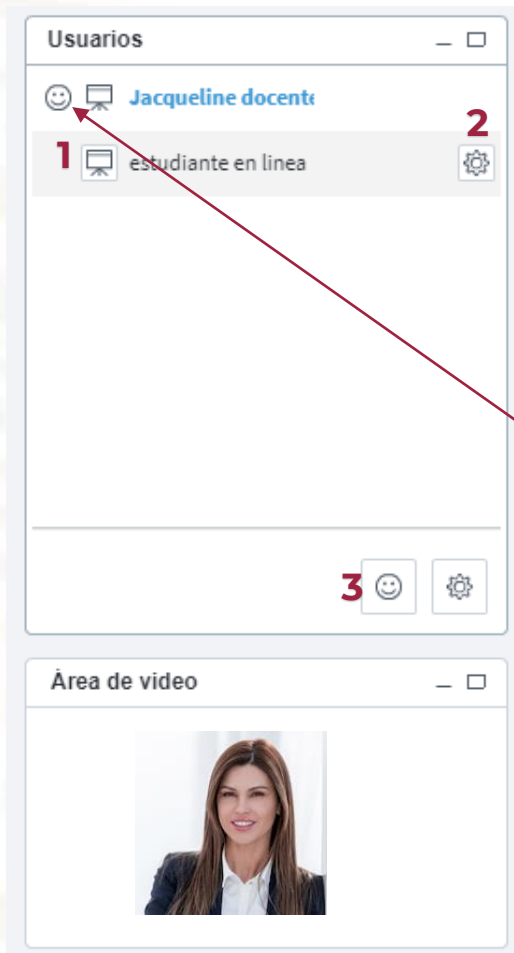 Usuarios
Jacqueline docente
2
1 estudiante en linea
3
Área de video